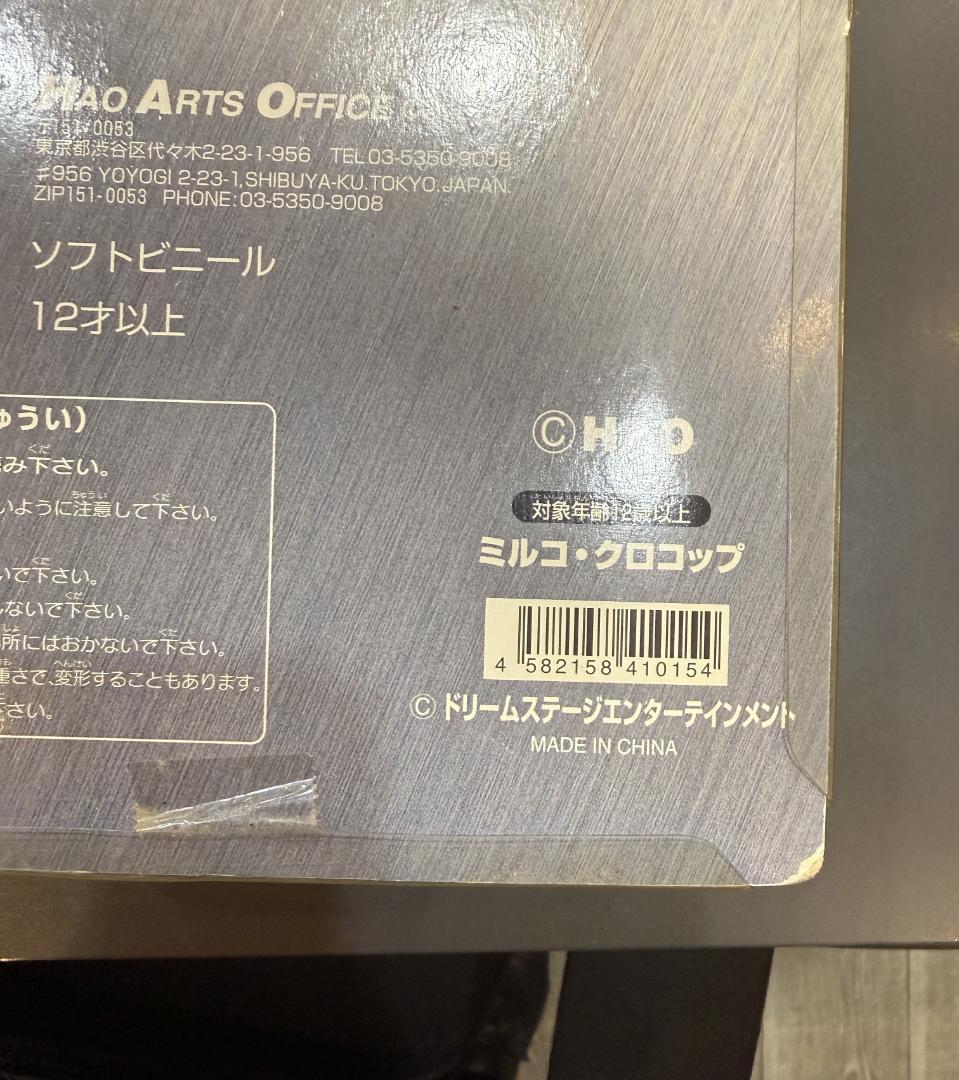 HAO ARTS OFFICE
〒151-0053
東京都渋谷区代々木2-23-1-956 TEL03-5350-9008
#956 YOYOGI 2-23-1,SHIBUYA-KU.TOKYO.JAPAN.
ZIP151-0053 PHONE:03-5350-9008
ソフトビニール
12才以上
ゅうい)
み下さい。
いように注意して下さい。
いで下さい。
ないで下さい。
所にはおかないで下さい。
重さで、変形することもあります。
ださい。
©HAO
対象年齢12歳以上
ミルコ・クロコップ
4 582158 410154
© ドリームステージエンターテインメント
MADE IN CHINA